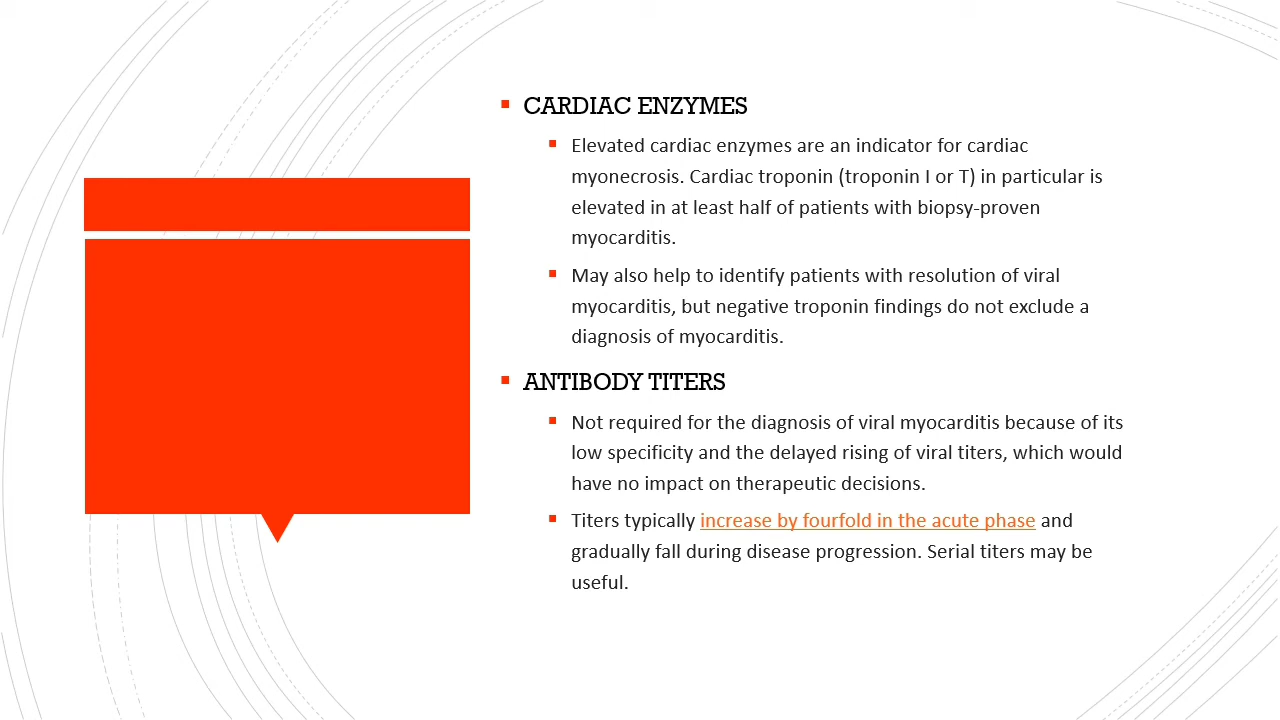 CARDIAC ENZYMES
Elevated cardiac enzymes are an indicator for cardiac
myonecrosis. Cardiac troponin (troponin I or T) in particular is
elevated in at least half of patients with biopsy-proven
myocarditis.
May also help to identify patients with resolution of viral
myocarditis, but negative troponin findings do not exclude a
diagnosis of myocarditis.
ANTIBODY TITERS
Not required for the diagnosis of viral myocarditis because of its
low specificity and the delayed rising of viral titers, which would
have no impact on therapeutic decisions.
Titers typically increase by fourfold in the acute phase and
gradually fall during disease progression. Serial titers may be
useful.